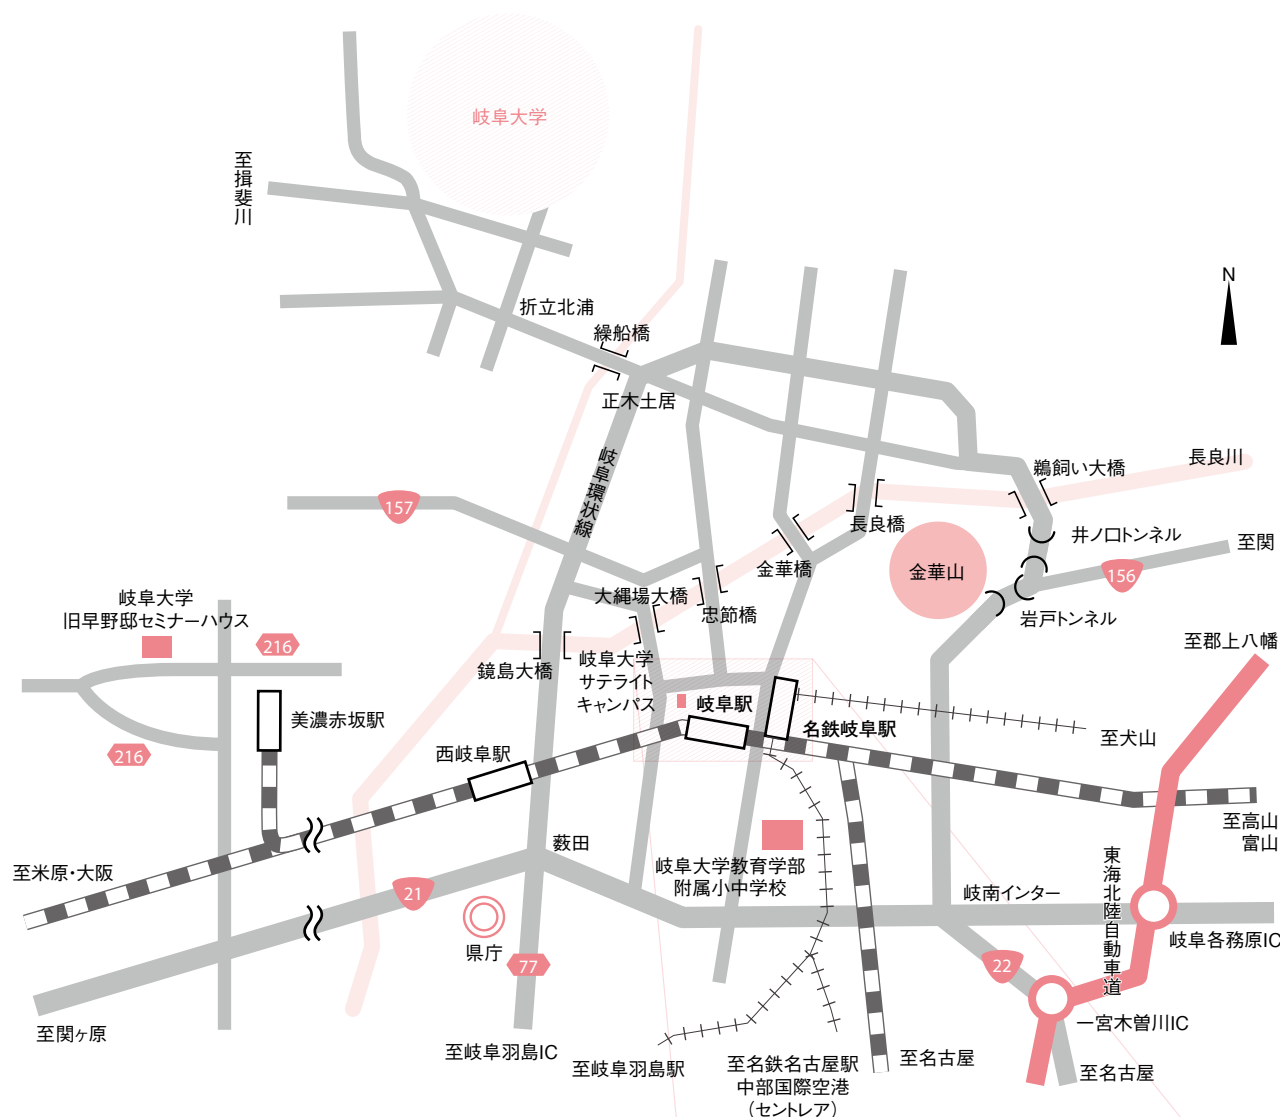 岐阜大学
至揖斐川
N
折立北浦
繰船橋
正木土居
岐阜環状線
157
鵜飼い大橋
長良川
長良橋
井ノ口トンネル
至関
金華橋
金華山
156
大縄場大橋
忠節橋
岩戸トンネル
岐阜大学
旧早野邸セミナーハウス
216
鏡島大橋
岐阜大学
サテライト
キャンパス
至郡上八幡
岐阜駅
美濃赤坂駅
名鉄岐阜駅
至犬山
216
西岐阜駅
至高山
富山
薮田
岐阜大学教育学部
附属小中学校
東海北陸自動車道
至米原・大阪
21
岐南インター
県庁
岐阜各務原IC
77
22
至関ヶ原
一宮木曽川IC
至岐阜羽島IC
至岐阜羽島駅
至名鉄名古屋駅
中部国際空港
（セントレア）
至名古屋
至名古屋